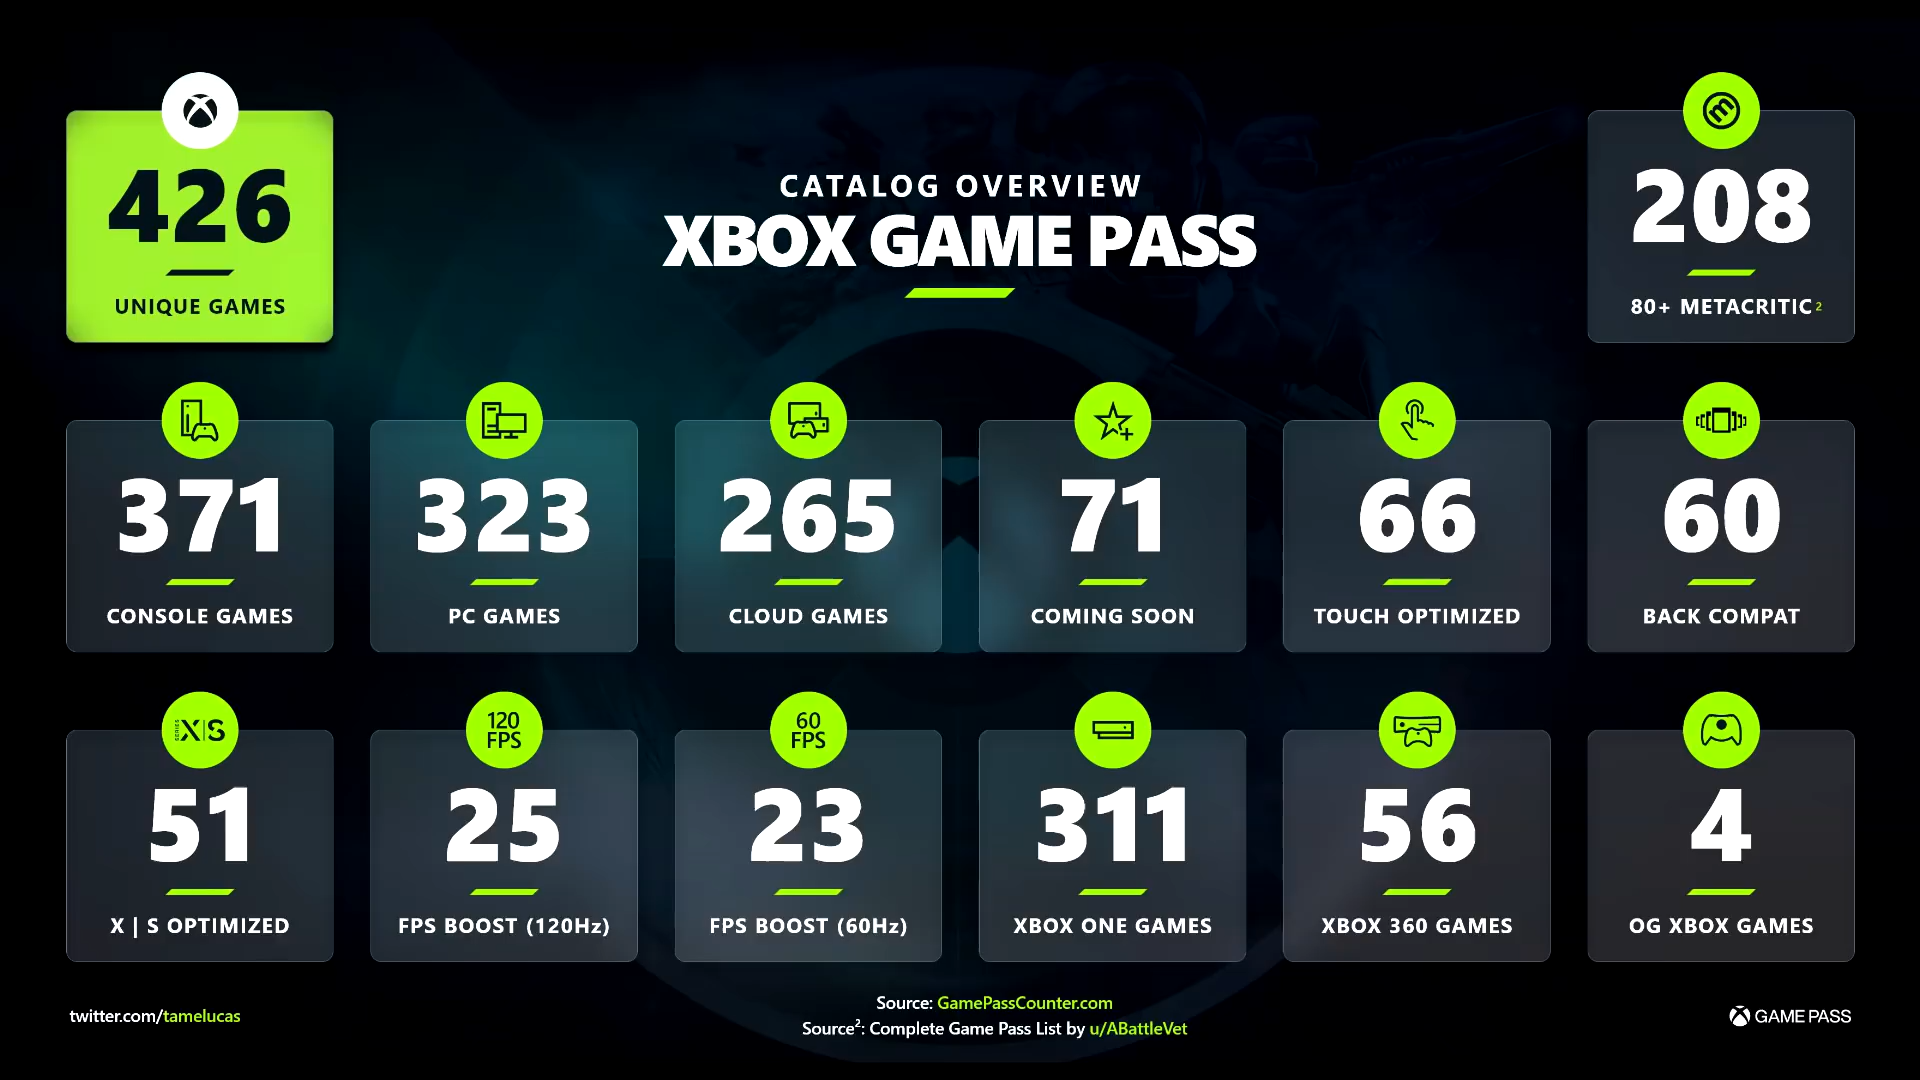 426
UNIQUE GAMES
CATALOG OVERVIEW
XBOX GAME PASS
208
80+ METACRITIC²
371
CONSOLE GAMES
323
PC GAMES
265
CLOUD GAMES
71
COMING SOON
66
TOUCH OPTIMIZED
60
BACK COMPAT
SERIES X|S
51
X | S OPTIMIZED
120
FPS
25
FPS BOOST (120Hz)
60
FPS
23
FPS BOOST (60Hz)
311
XBOX ONE GAMES
56
XBOX 360 GAMES
4
OG XBOX GAMES
twitter.com/tamelucas
Source: GamePassCounter.com
Source²: Complete Game Pass List by u/ABattleVet
GAME PASS